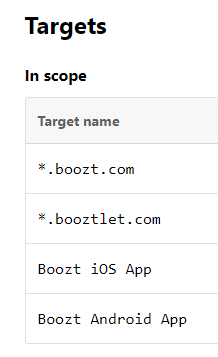 Targets
In scope
Target name
*.boozt.com
*.booztlet.com
Boozt iOS App
Boozt Android App